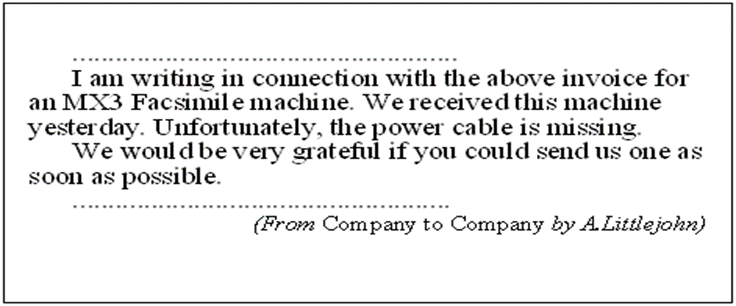 .................................................
I am writing in connection with the above invoice for
an MX3 Facsimile machine. We received this machine
yesterday. Unfortunately, the power cable is missing.
We would be very grateful if you could send us one as
soon as possible.
................................................
(From Company to Company by A.Littlejohn)